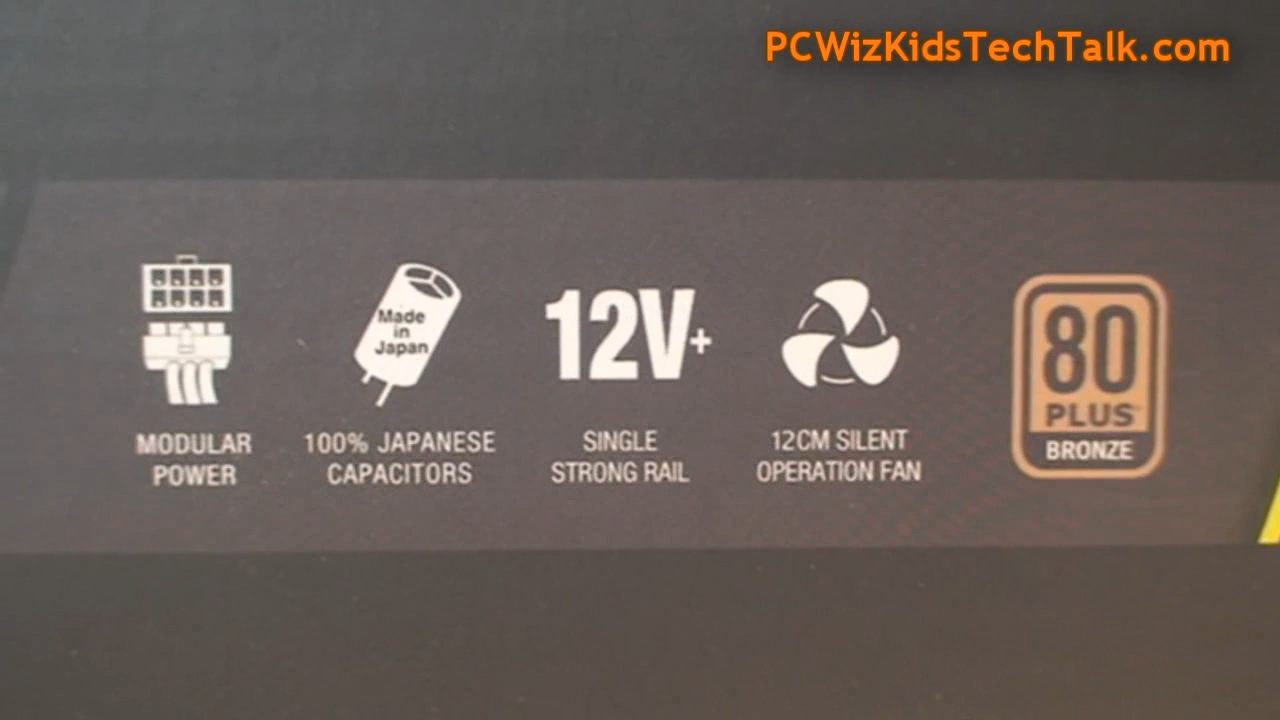 PCWizKidsTechTalk.com
Made
in
Japan
12V+
80
PLUS
BRONZE
MODULAR
POWER
100% JAPANESE
CAPACITORS
SINGLE
STRONG RAIL
12CM SILENT
OPERATION FAN